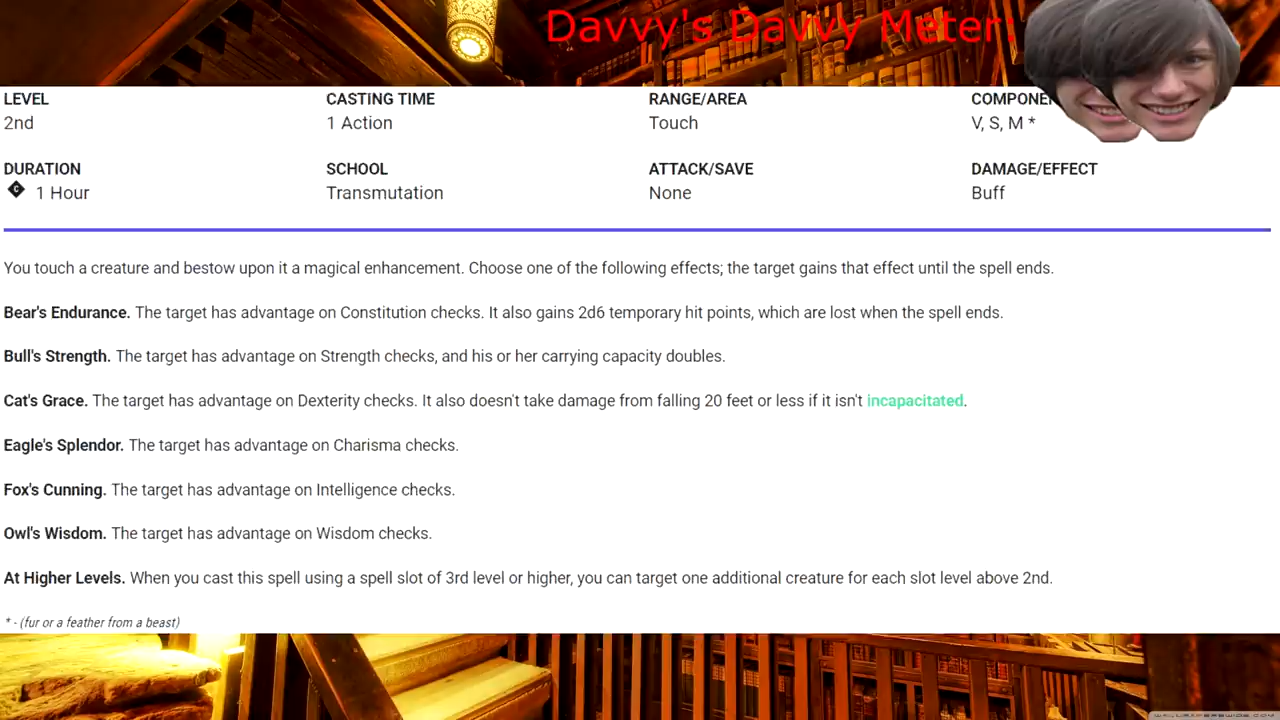 Davvy's Davvy Meter:
LEVEL CASTING TIME RANGE/AREA
2nd 1 Action Touch V, S, M *
DURATION SCHOOL ATTACK/SAVE DAMAGE/EFFECT
C 1 Hour Transmutation None Buff
You touch a creature and bestow upon it a magical enhancement. Choose one of the following effects; the target gains that effect until the spell ends.
Bear's Endurance. The target has advantage on Constitution checks. It also gains 2d6 temporary hit points, which are lost when the spell ends.
Bull's Strength. The target has advantage on Strength checks, and his or her carrying capacity doubles.
Cat's Grace. The target has advantage on Dexterity checks. It also doesn't take damage from falling 20 feet or less if it isn't incapacitated.
Eagle's Splendor. The target has advantage on Charisma checks.
Fox's Cunning. The target has advantage on Intelligence checks.
Owl's Wisdom. The target has advantage on Wisdom checks.
At Higher Levels. When you cast this spell using a spell slot of 3rd level or higher, you can target one additional creature for each slot level above 2nd.
* - (fur or a feather from a beast)